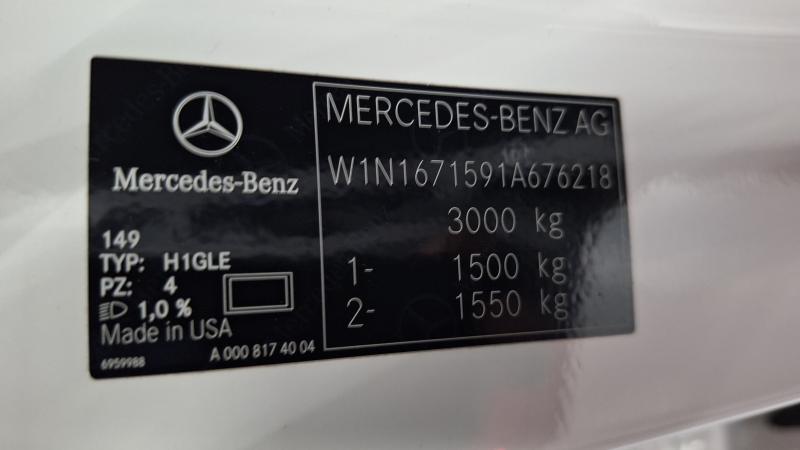 Mercedes-Benz
149
TYP: H1GLE
PZ: 4
1,0 %
Made in USA
6959988
A 000 817 40 04
MERCEDES-BENZ AG
W1N1671591A676218
3000 kg
1- 1500 kg
2- 1550 kg